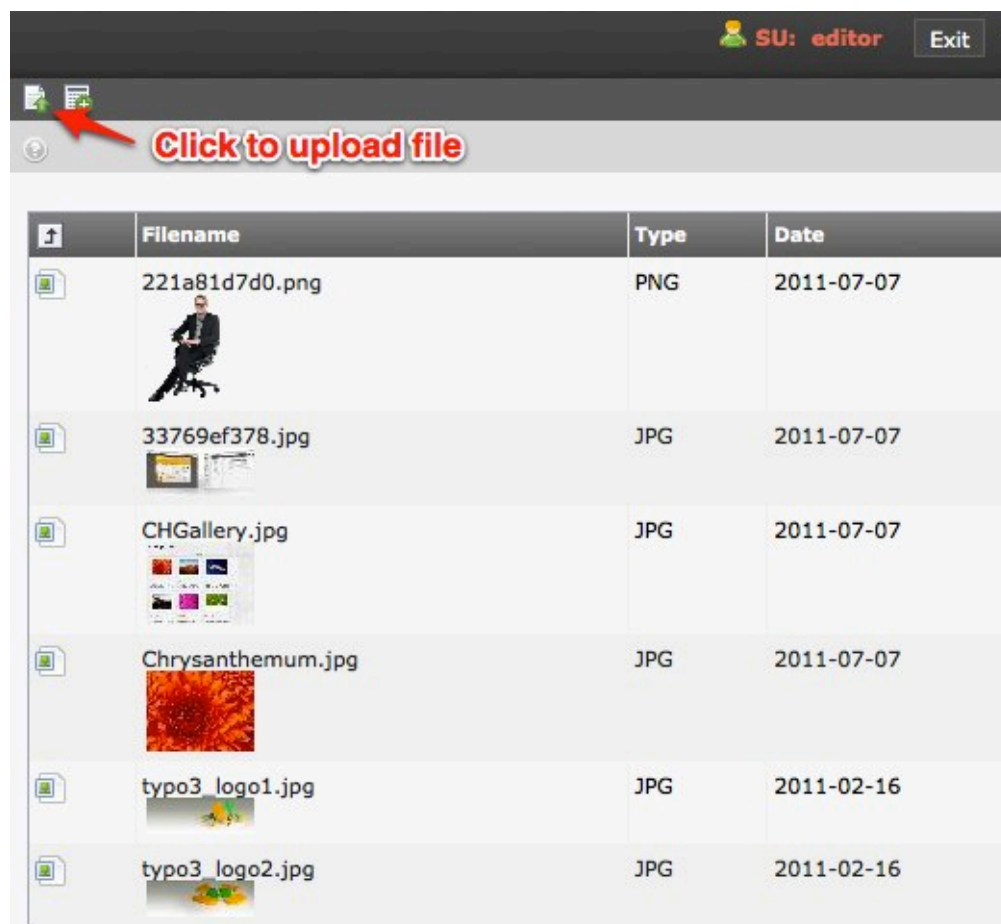 SU: editor Exit
Click to upload file
Filename Type Date
221a81d7d0.png PNG 2011-07-07
33769ef378.jpg JPG 2011-07-07
CHGallery.jpg JPG 2011-07-07
Chrysanthemum.jpg JPG 2011-07-07
typo3_logo1.jpg JPG 2011-02-16
typo3_logo2.jpg JPG 2011-02-16